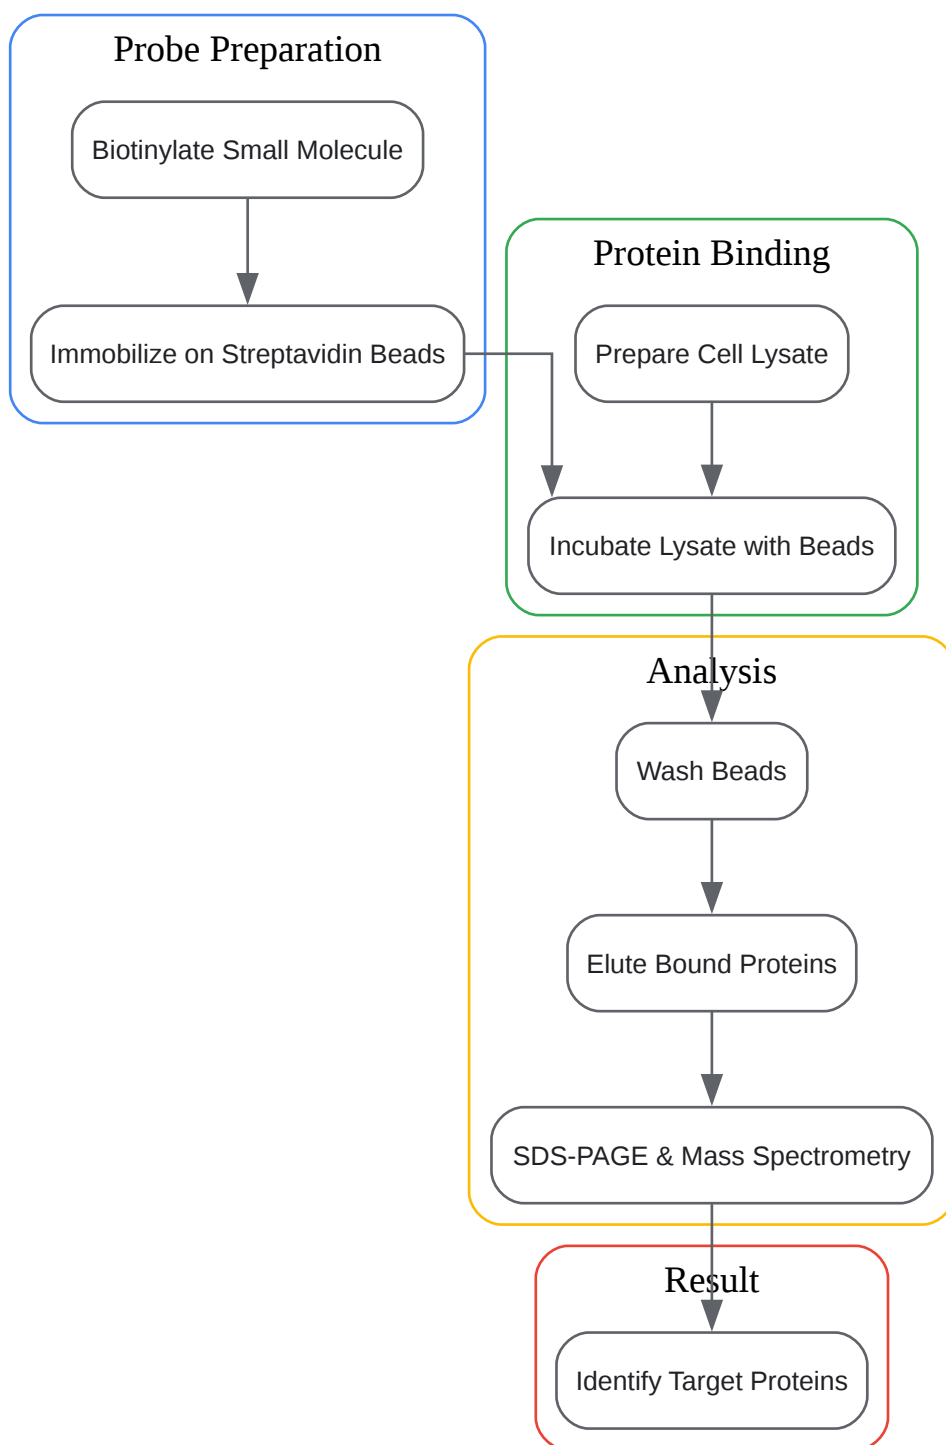 Probe Preparation
Biotinylate Small Molecule
Immobilize on Streptavidin Beads
Protein Binding
Prepare Cell Lysate
Incubate Lysate with Beads
Analysis
Wash Beads
Elute Bound Proteins
SDS-PAGE & Mass Spectrometry
Result
Identify Target Proteins